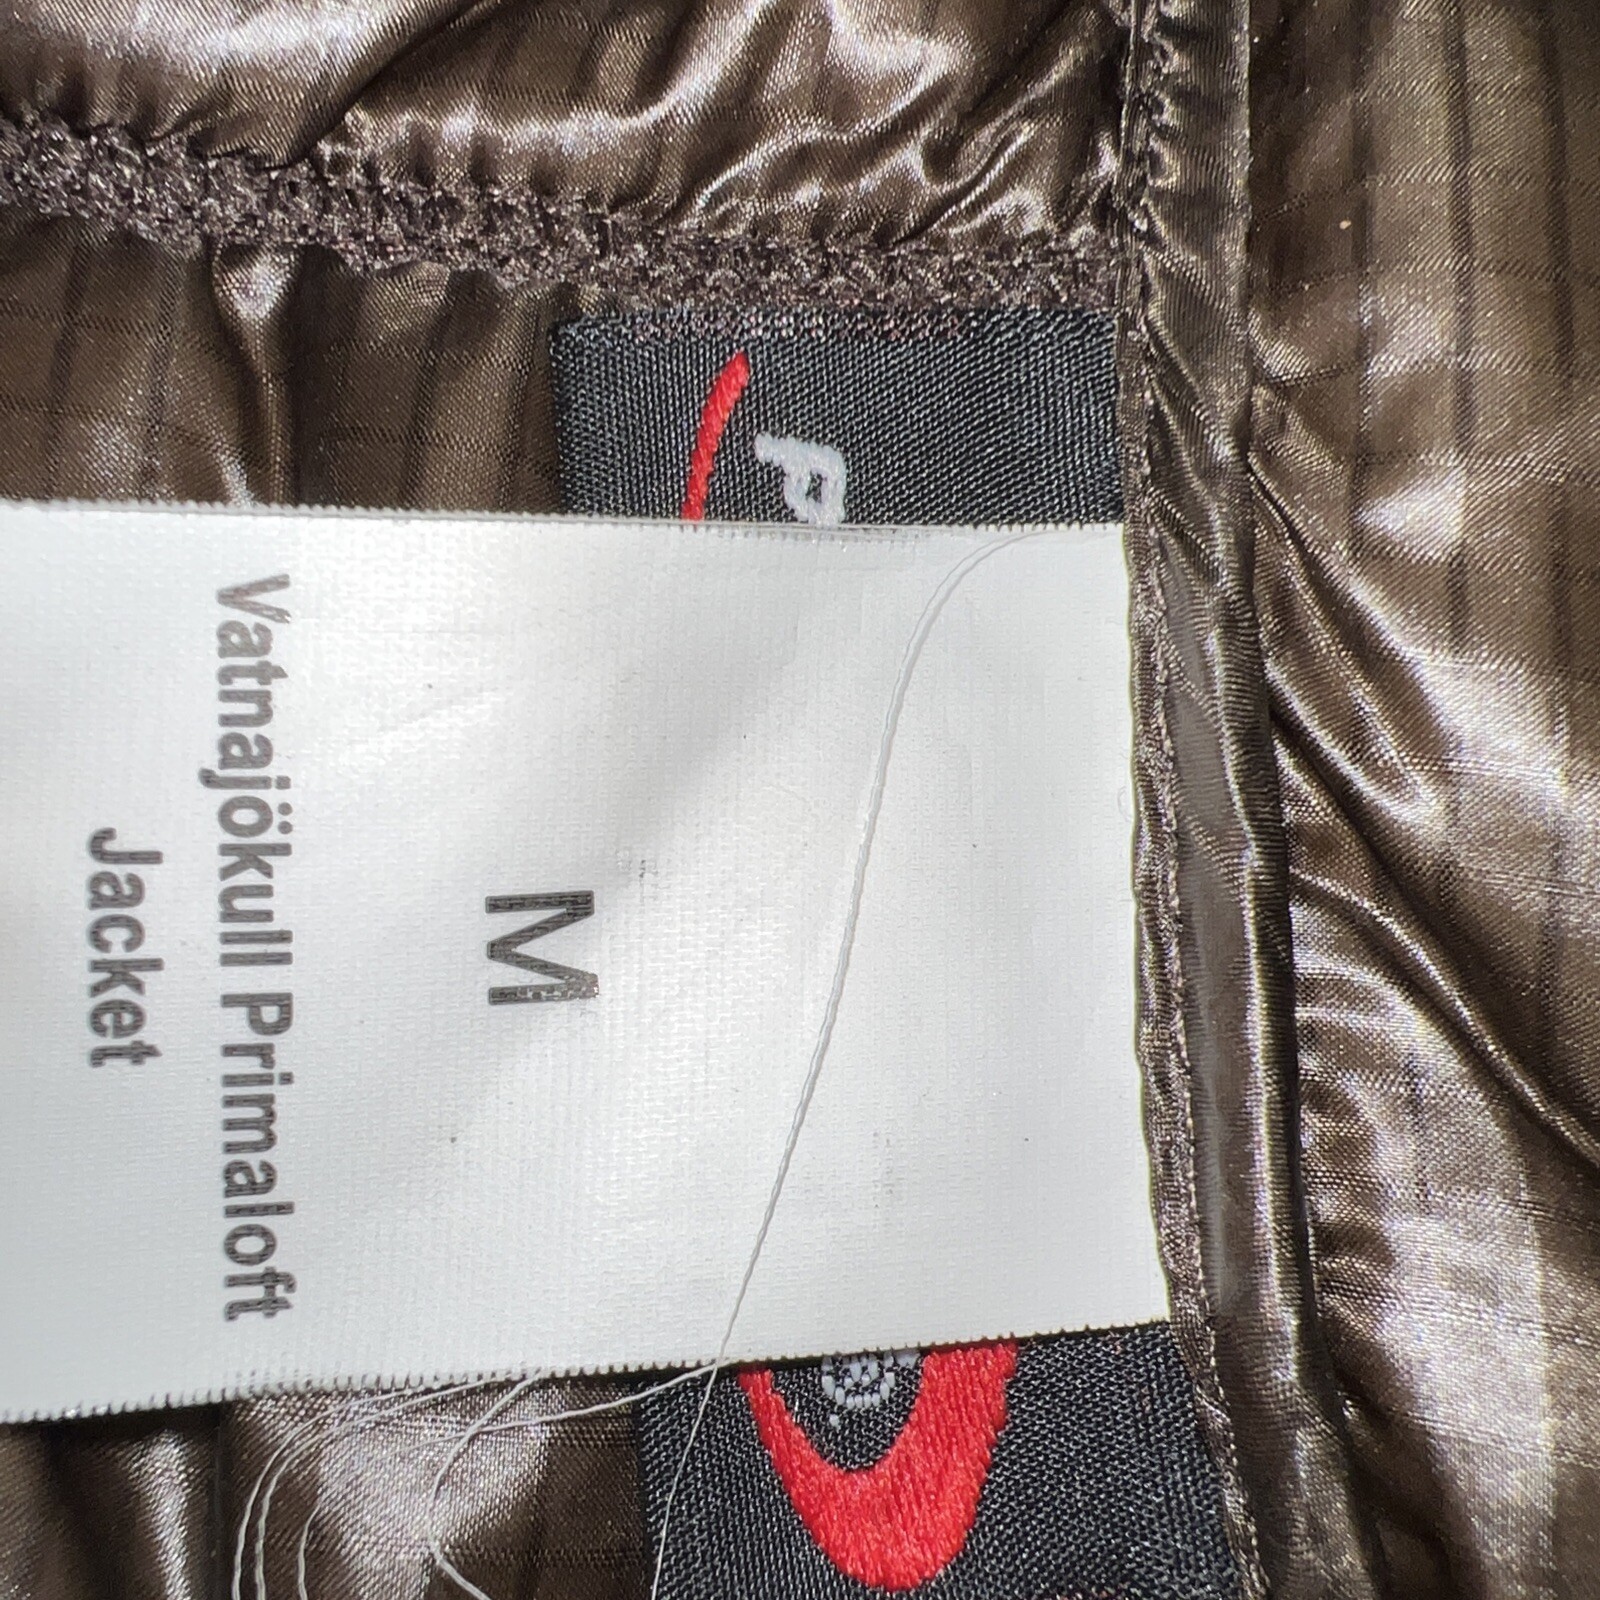 M
Vatnajökull Primaloft
Jacket